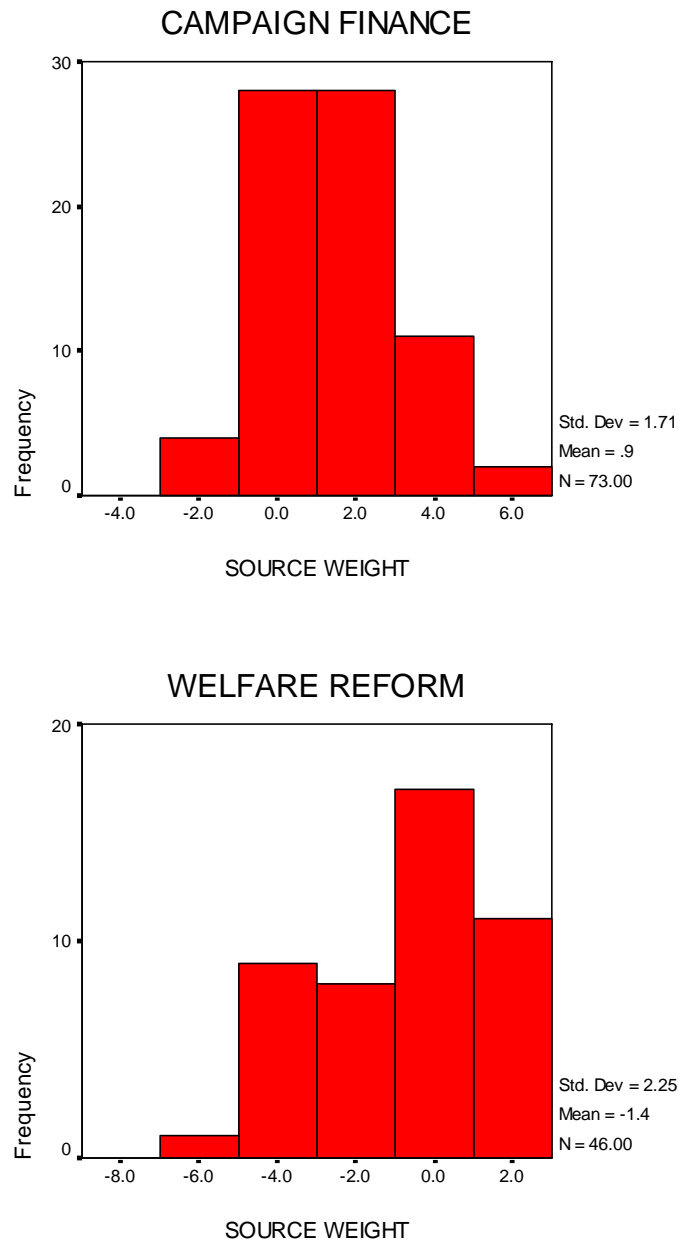 CAMPAIGN FINANCE
30
20
10
0
Frequency
-4.0 -2.0 0.0 2.0 4.0 6.0
SOURCE WEIGHT
Std. Dev = 1.71
Mean = .9
N = 73.00
WELFARE REFORM
20
10
0
Frequency
-8.0 -6.0 -4.0 -2.0 0.0 2.0
SOURCE WEIGHT
Std. Dev = 2.25
Mean = -1.4
N = 46.00